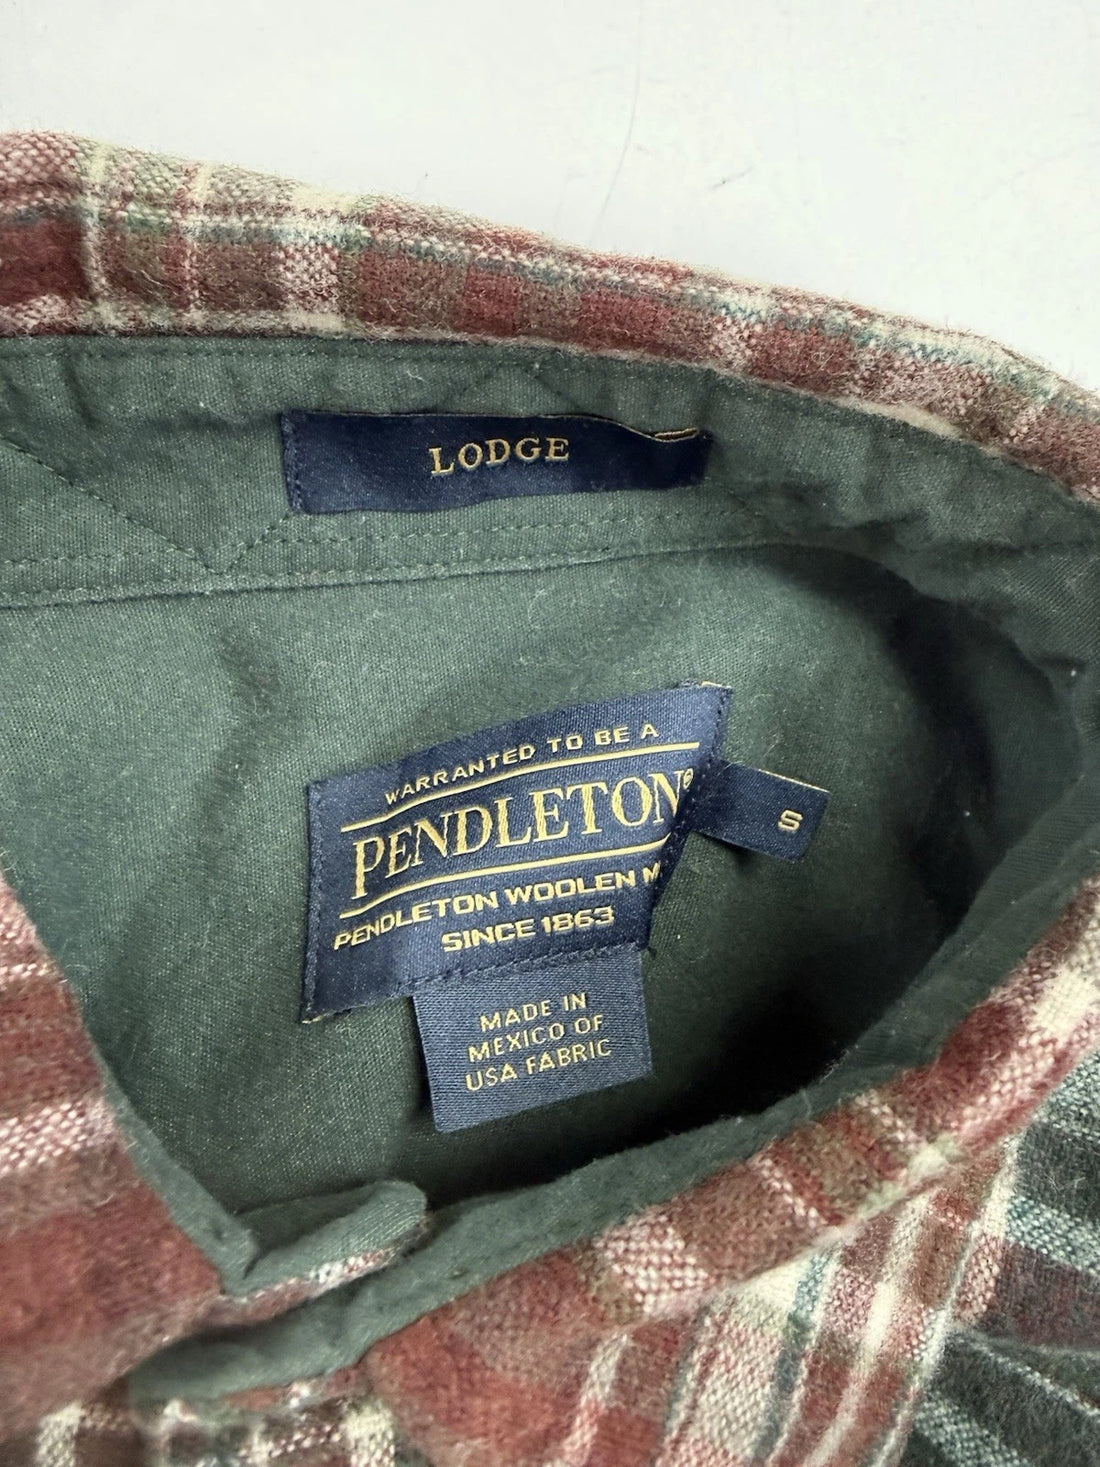 LODGE
WARRANTED TO BE A
PENDLETON®
S
PENDLETON WOOLEN M
SINCE 1863
MADE IN
MEXICO OF
USA FABRIC